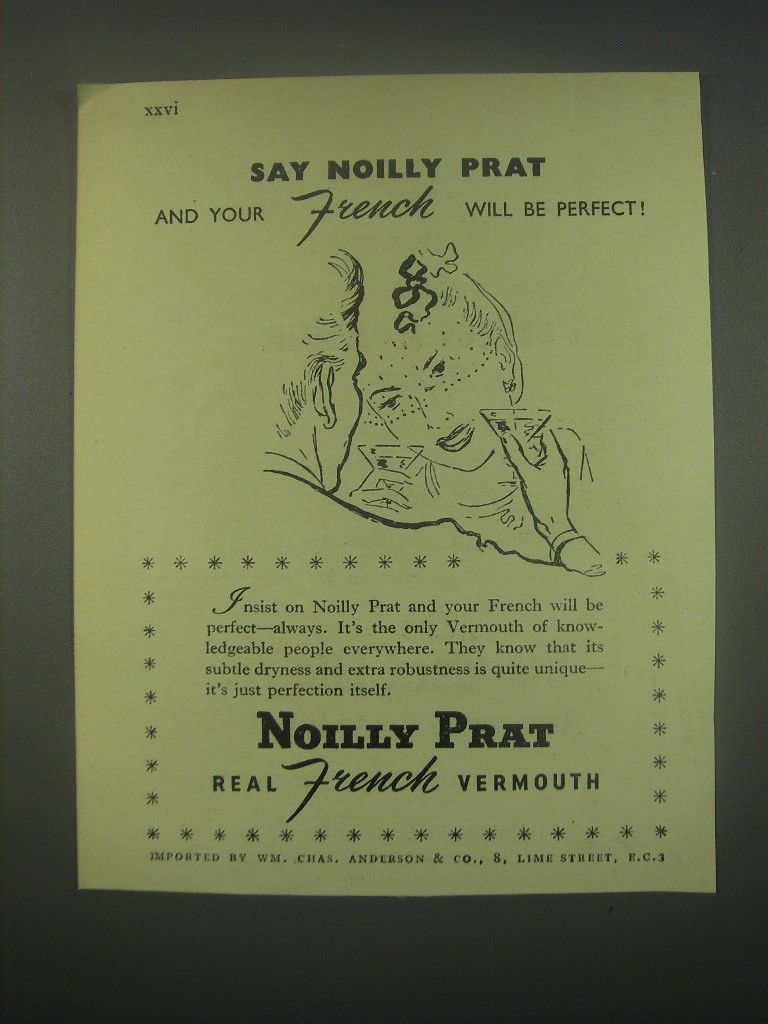 xxvi
SAY NOILLY PRAT
AND YOUR French WILL BE PERFECT!
Insist on Noilly Prat and your French will be
perfect—always. It's the only Vermouth of know-
ledgeable people everywhere. They know that its
subtle dryness and extra robustness is quite unique—
it's just perfection itself.
NOILLY PRAT
REAL French VERMOUTH
IMPORTED BY WM. CHAS. ANDERSON & CO., 8, LIME STREET, E.C.3